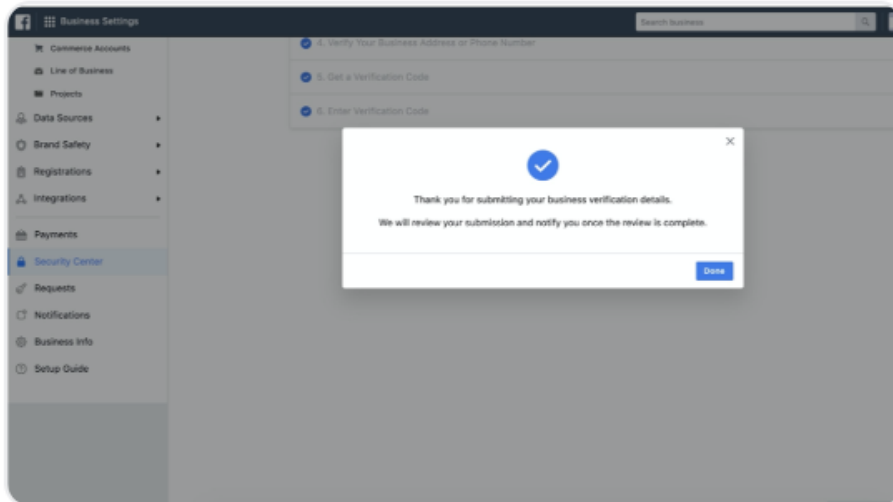 Business Settings
Search business
Commerce Accounts
Line of Business
Projects
Data Sources
Brand Safety
Registrations
Integrations
Payments
Security Center
Requests
Notifications
Business Info
Setup Guide
4. Verify Your Business Address or Phone Number
5. Get a Verification Code
6. Enter Verification Code
Thank you for submitting your business verification details.
We will review your submission and notify you once the review is complete.
Done